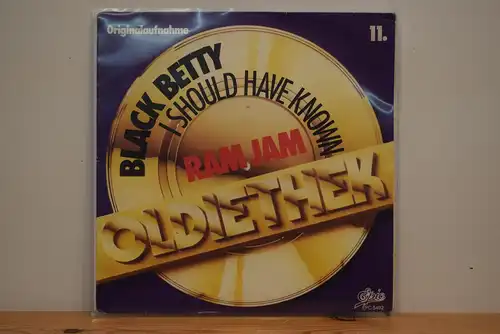 Originalaufnahme
11.
BLACK BETTY
I SHOULD HAVE KNOWN
RAM JAM
OLDIETHEK
Epic